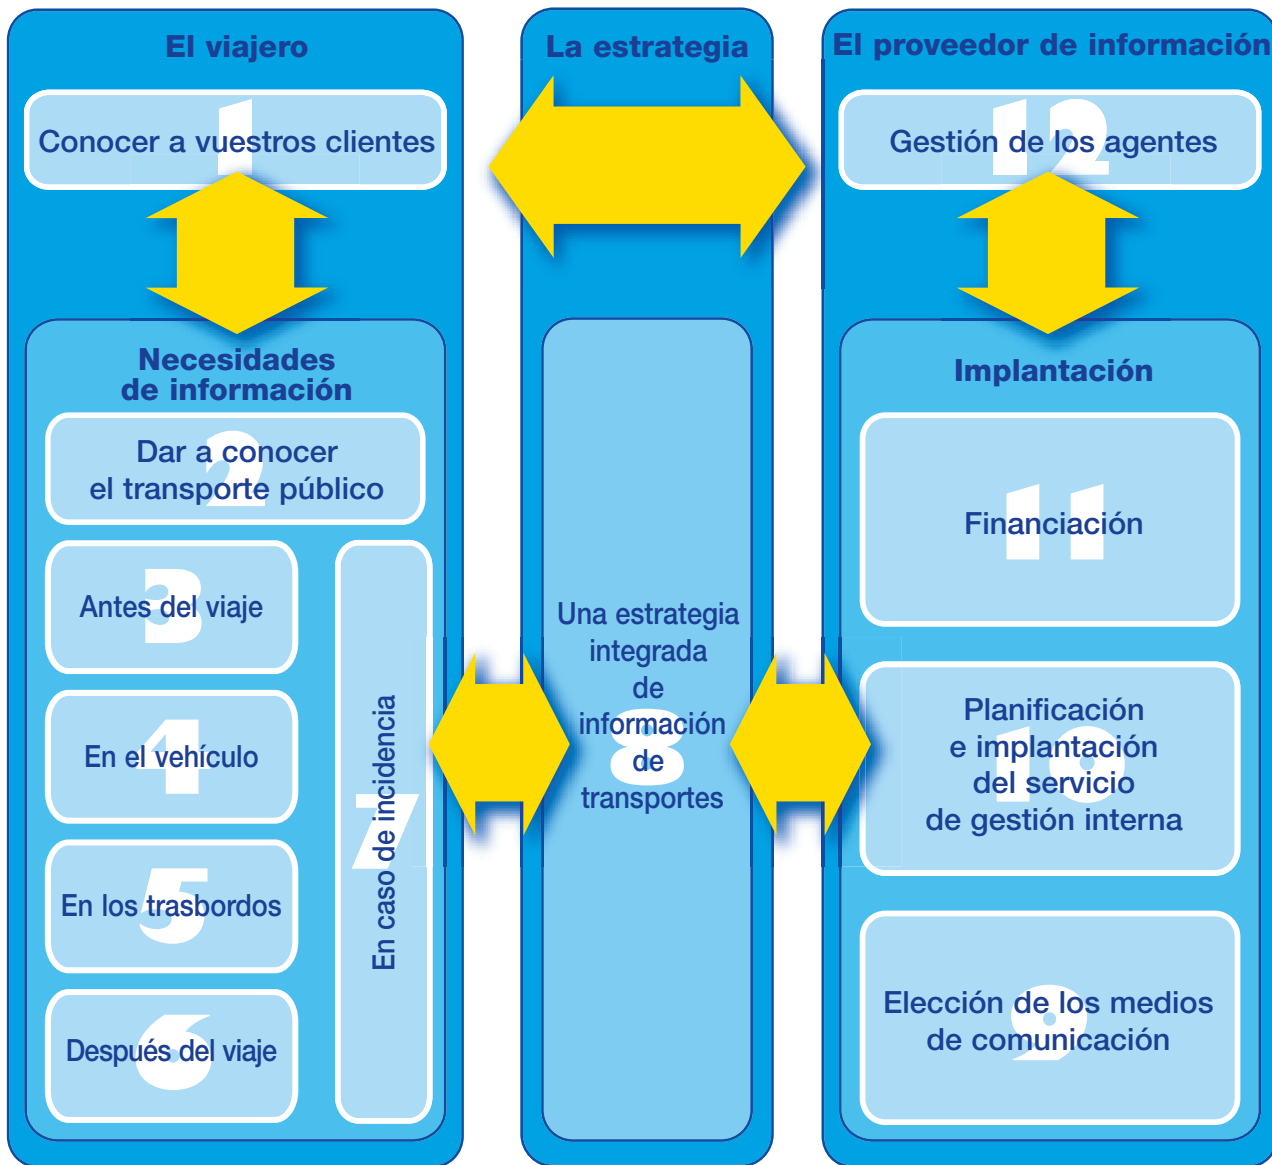 El viajero
1
Conocer a vuestros clientes
Necesidades
de información
2
Dar a conocer
el transporte público
3
Antes del viaje
4
En el vehículo
5
En los trasbordos
6
Después del viaje
7
En caso de incidencia
La estrategia
8
Una estrategia
integrada
de
información
de
transportes
El proveedor de información
12
Gestión de los agentes
Implantación
11
Financiación
10
Planificación
e implantación
del servicio
de gestión interna
9
Elección de los medios
de comunicación